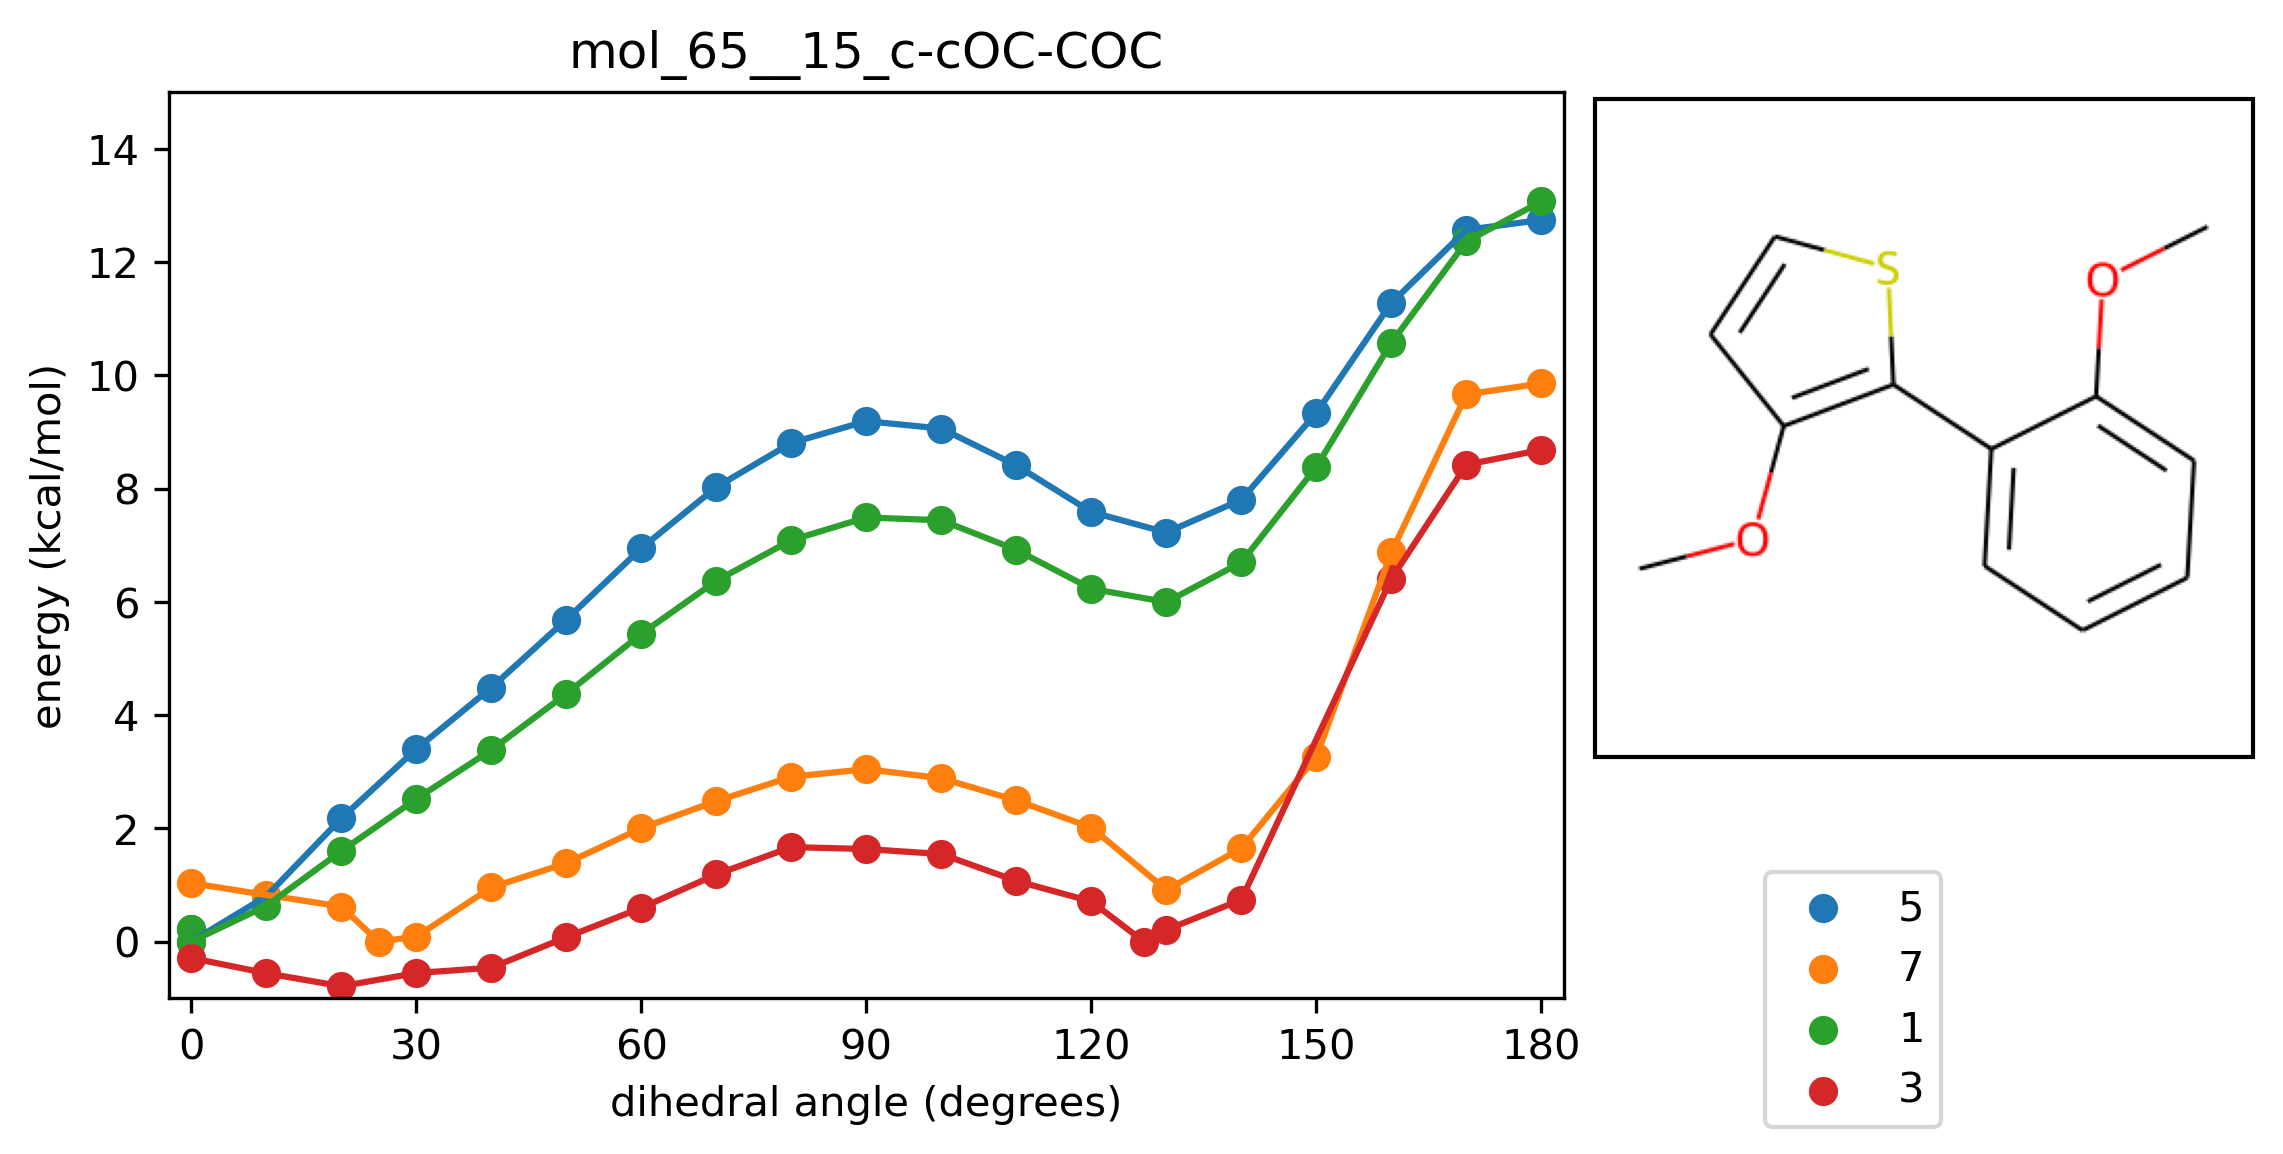 mol_65__15_c-cOC-COC
14
12
10
8
6
4
2
0
energy (kcal/mol)
0 30 60 90 120 150 180
dihedral angle (degrees)
S
O
O
5
7
1
3